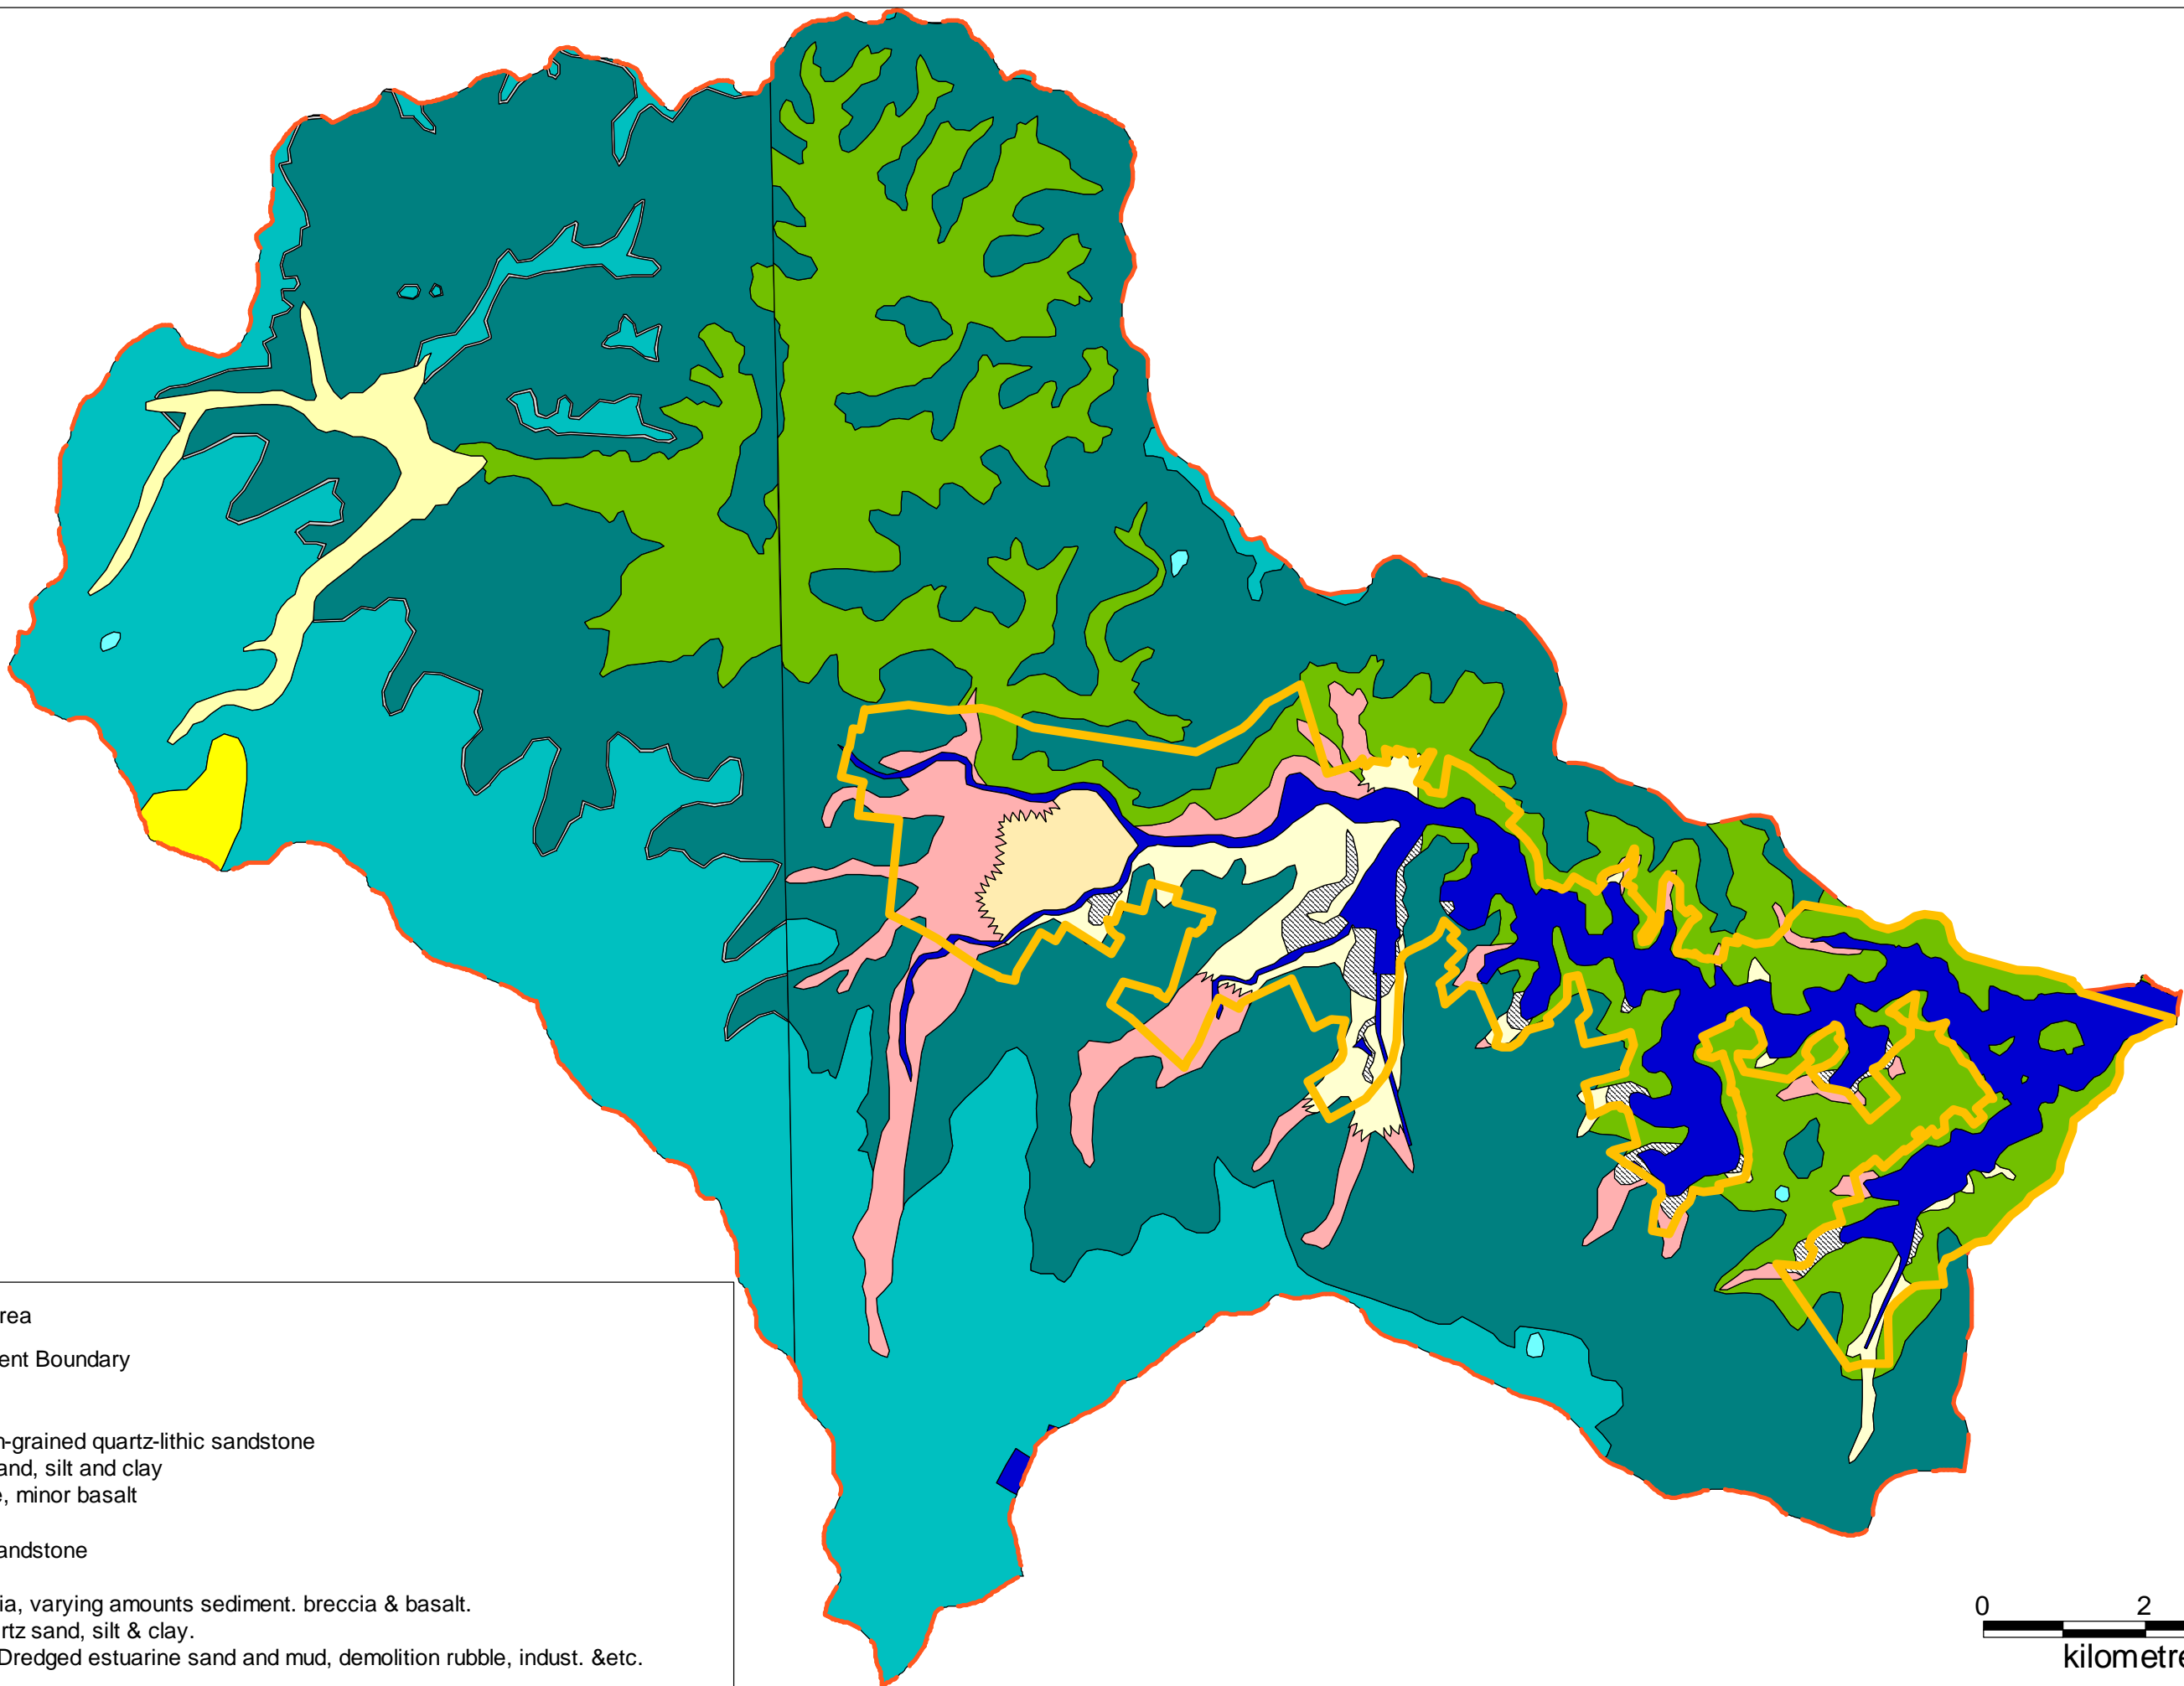 rea
ent Boundary
n-grained quartz-lithic sandstone
and, silt and clay
e, minor basalt
andstone
ia, varying amounts sediment. breccia & basalt.
rtz sand, silt & clay.
Dredged estuarine sand and mud, demolition rubble, indust. &etc.
0 2
kilometre